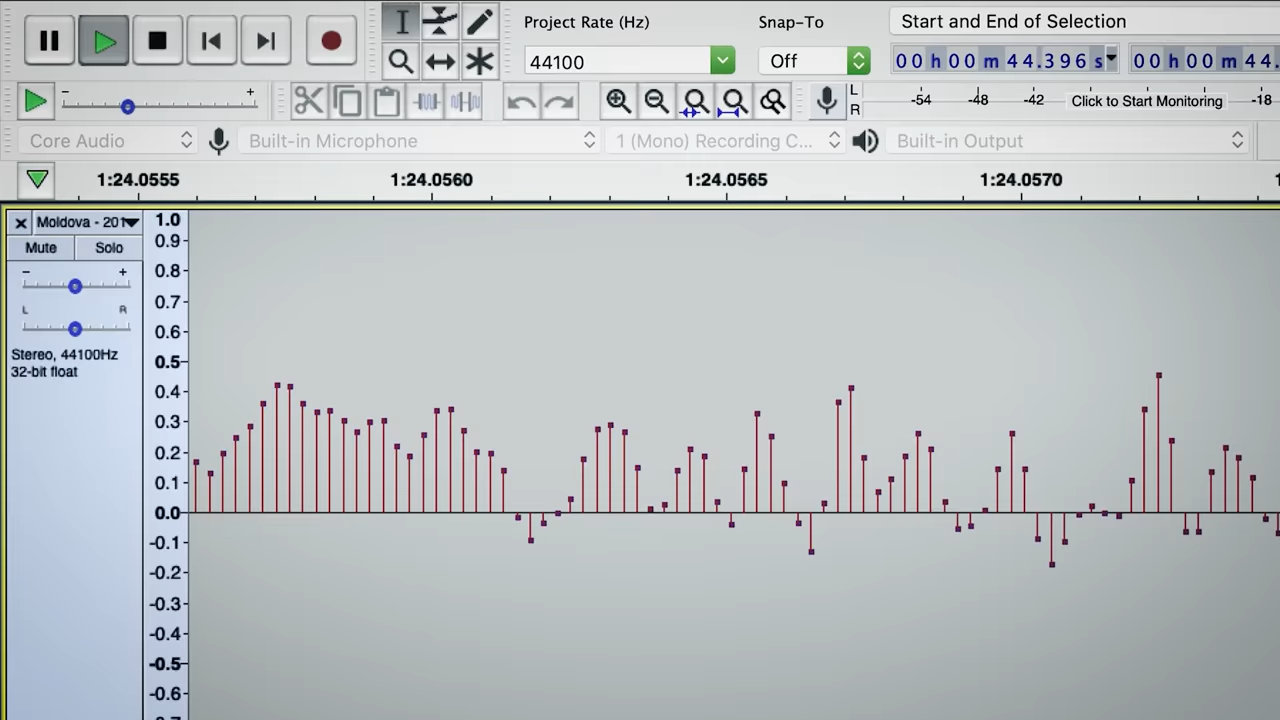 Project Rate (Hz)
Snap-To
Start and End of Selection
44100
Off
00 h 00 m 44.396 s
00 h 00 m 44.
- +
L
R
-54 -48 -42 Click to Start Monitoring -18
Core Audio
Built-in Microphone
1 (Mono) Recording C...
Built-in Output
1:24.0555 1:24.0560 1:24.0565 1:24.0570
Moldova - 201
Mute Solo
- +
L R
Stereo, 44100Hz
32-bit float
1.0
0.9
0.8
0.7
0.6
0.5
0.4
0.3
0.2
0.1
0.0
-0.1
-0.2
-0.3
-0.4
-0.5
-0.6